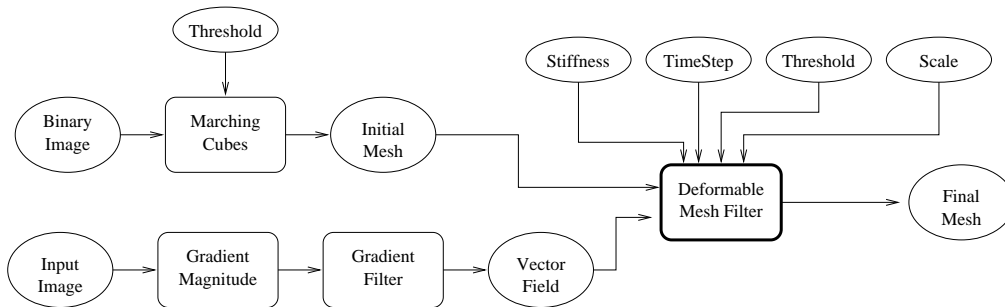 Threshold
Stiffness
TimeStep
Threshold
Scale
Binary
Image
Marching
Cubes
Initial
Mesh
Deformable
Mesh Filter
Final
Mesh
Input
Image
Gradient
Magnitude
Gradient
Filter
Vector
Field